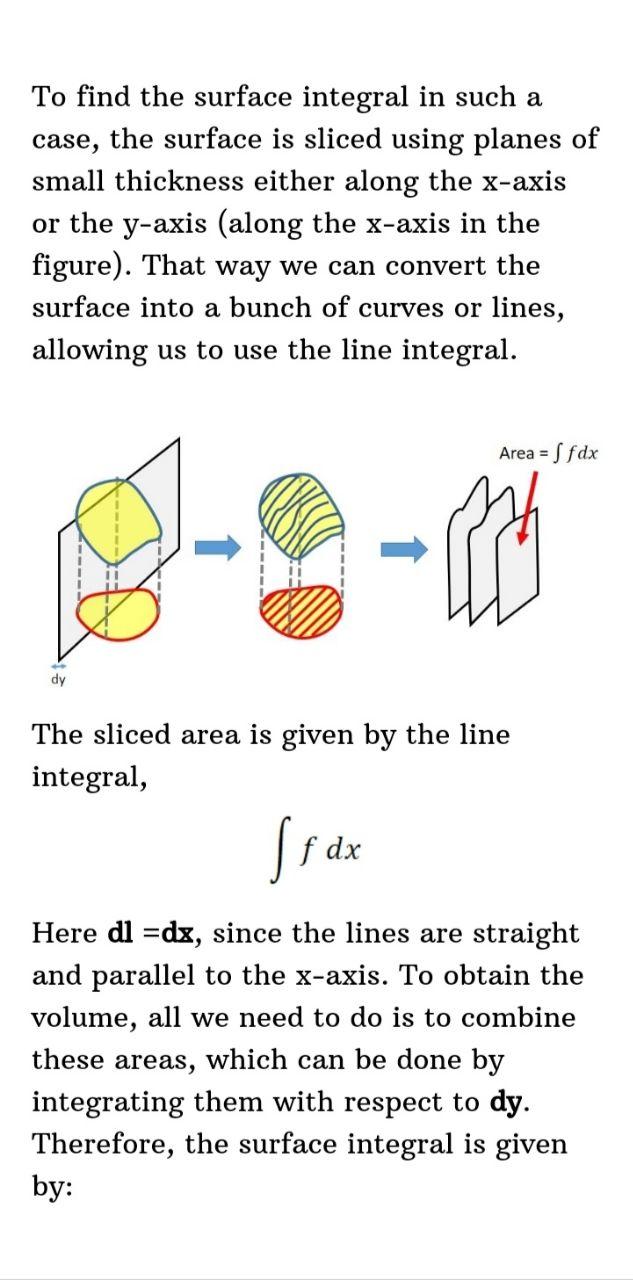 To find the surface integral in such a
case, the surface is sliced using planes of
small thickness either along the x-axis
or the y-axis (along the x-axis in the
figure). That way we can convert the
surface into a bunch of curves or lines,
allowing us to use the line integral.
Area = ∫ fdx
dy
The sliced area is given by the line
integral,
∫ f dx
Here dl =dx, since the lines are straight
and parallel to the x-axis. To obtain the
volume, all we need to do is to combine
these areas, which can be done by
integrating them with respect to dy.
Therefore, the surface integral is given
by: